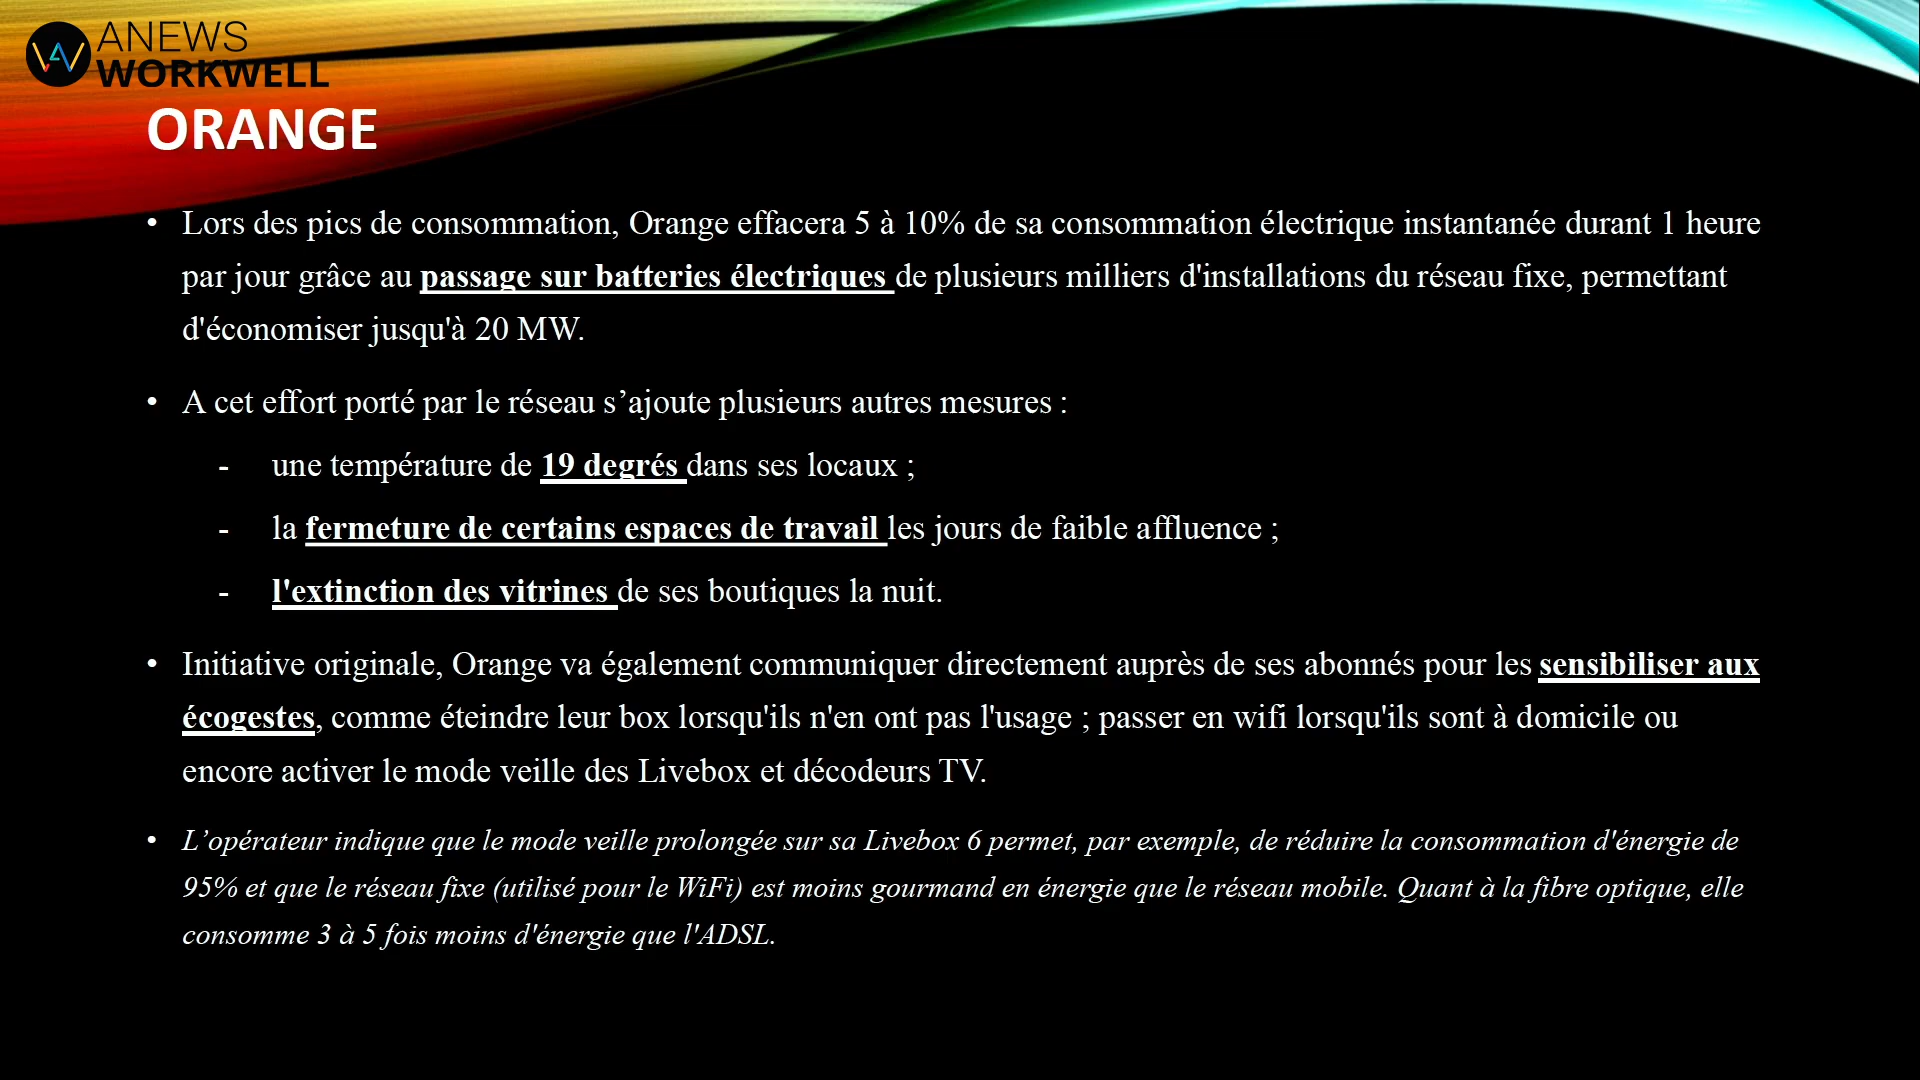 ANEWS
WORKWELL
ORANGE
• Lors des pics de consommation, Orange effacera 5 à 10% de sa consommation électrique instantanée durant 1 heure
par jour grâce au passage sur batteries électriques de plusieurs milliers d'installations du réseau fixe, permettant
d'économiser jusqu'à 20 MW.
• A cet effort porté par le réseau s’ajoute plusieurs autres mesures :
- une température de 19 degrés dans ses locaux ;
- la fermeture de certains espaces de travail les jours de faible affluence ;
- l'extinction des vitrines de ses boutiques la nuit.
• Initiative originale, Orange va également communiquer directement auprès de ses abonnés pour les sensibiliser aux
écogestes, comme éteindre leur box lorsqu'ils n'en ont pas l'usage ; passer en wifi lorsqu'ils sont à domicile ou
encore activer le mode veille des Livebox et décodeurs TV.
• L’opérateur indique que le mode veille prolongée sur sa Livebox 6 permet, par exemple, de réduire la consommation d'énergie de
95% et que le réseau fixe (utilisé pour le WiFi) est moins gourmand en énergie que le réseau mobile. Quant à la fibre optique, elle
consomme 3 à 5 fois moins d'énergie que l'ADSL.